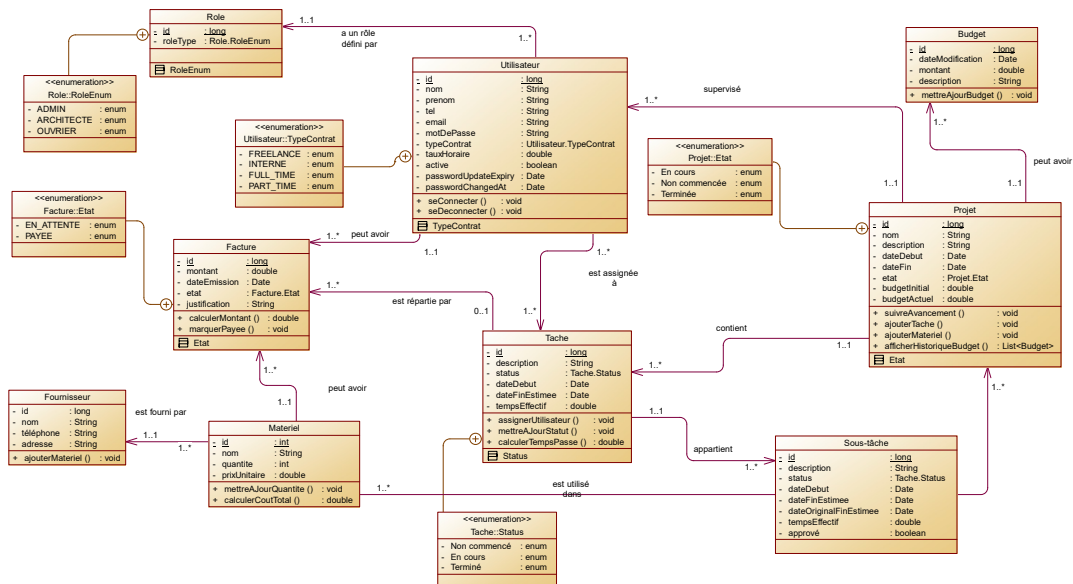 Role
- id : long
- roleType : Role.RoleEnum
RoleEnum
<<enumeration>>
Role::RoleEnum
- ADMIN : enum
- ARCHITECTE : enum
- OUVRIER : enum
1..1
a un rôle
défini par
1..*
Utilisateur
- id : long
- nom : String
- prenom : String
- tel : String
- email : String
- motDePasse : String
- typeContrat : Utilisateur.TypeContrat
- tauxHoraire : double
- active : boolean
- passwordUpdateExpiry : Date
- passwordChangedAt : Date
+ seConnecter () : void
+ seDeconnecter () : void
TypeContrat
<<enumeration>>
Utilisateur::TypeContrat
- FREELANCE : enum
- INTERNE : enum
- FULL_TIME : enum
- PART_TIME : enum
supervisé
1..*
1..1
Budget
- id : long
- dateModification : Date
- montant : double
- description : String
+ mettreAjourBudget () : void
1..*
peut avoir
1..1
<<enumeration>>
Projet::Etat
- En cours : enum
- Non commencée : enum
- Terminée : enum
Projet
- id : long
- nom : String
- description : String
- dateDebut : Date
- dateFin : Date
- etat : Projet.Etat
- budgetInitial : double
- budgetActuel : double
+ suivreAvancement () : void
+ ajouterTache () : void
+ ajouterMateriel () : void
+ afficherHistoriqueBudget () : List<Budget>
Etat
<<enumeration>>
Facture::Etat
- EN_ATTENTE : enum
- PAYEE : enum
Facture
- id : long
- montant : double
- dateEmission : Date
- etat : Facture.Etat
- justification : String
+ calculerMontant () : double
+ marquerPayee () : void
Etat
1..*
peut avoir
1..1
1..*
est assignée
à
1..*
1..*
est répartie par
0..1
Tache
- id : long
- description : String
- status : Tache.Status
- dateDebut : Date
- dateFinEstimee : Date
- tempsEffectif : double
+ assignerUtilisateur () : void
+ mettreAJourStatut () : void
+ calculerTempsPasse () : double
Status
contient
1..1
1..*
1..*
peut avoir
1..1
Fournisseur
- id : long
- nom : String
- téléphone : String
- adresse : String
+ ajouterMateriel () : void
est fourni par
1..1
1..*
Materiel
- id : int
- nom : String
- quantite : int
- prixUnitaire : double
+ mettreAJourQuantite () : void
+ calculerCoutTotal () : double
1..*
est utilisé
dans
1..*
1..1
appartient
1..*
Sous-tâche
- id : long
- description : String
- status : Tache.Status
- dateDebut : Date
- dateFinEstimee : Date
- dateOriginalFinEstimee : Date
- tempsEffectif : double
- apprové : boolean
<<enumeration>>
Tache::Status
- Non commencé : enum
- En cours : enum
- Terminé : enum